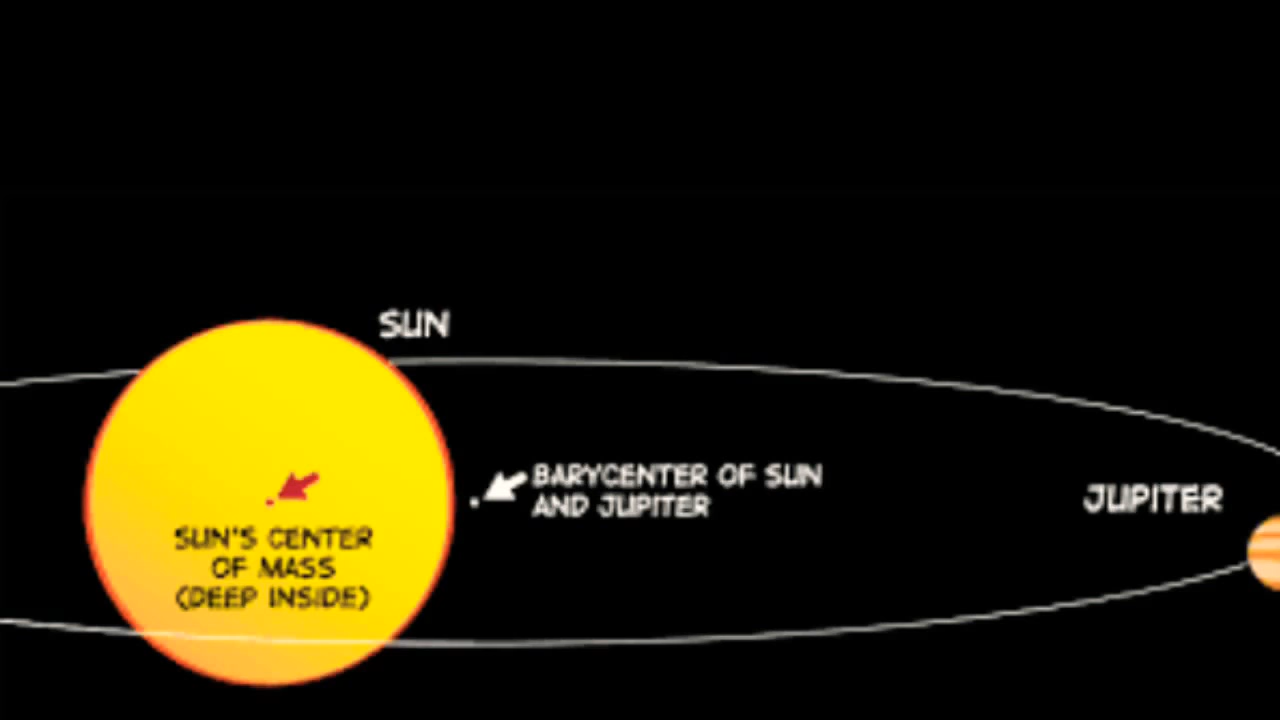 SUN
BARYCENTER OF SUN
AND JUPITER
JUPITER
SUN'S CENTER
OF MASS
(DEEP INSIDE)